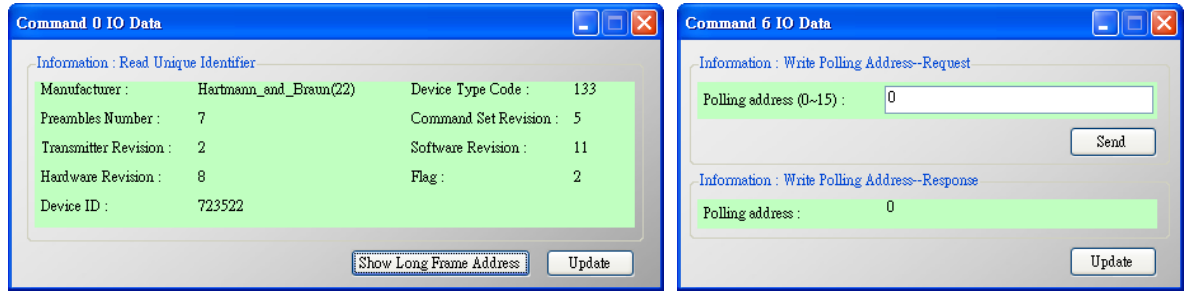 Command 0 IO Data
Information : Read Unique Identifier
Manufacturer : Hartmann_and_Braun(22) Device Type Code : 133
Preambles Number : 7 Command Set Revision : 5
Transmitter Revision : 2 Software Revision : 11
Hardware Revision : 8 Flag : 2
Device ID : 723522
Show Long Frame Address Update
Command 6 IO Data
Information : Write Polling Address--Request
Polling address (0~15) : 0
Send
Information : Write Polling Address--Response
Polling address : 0
Update